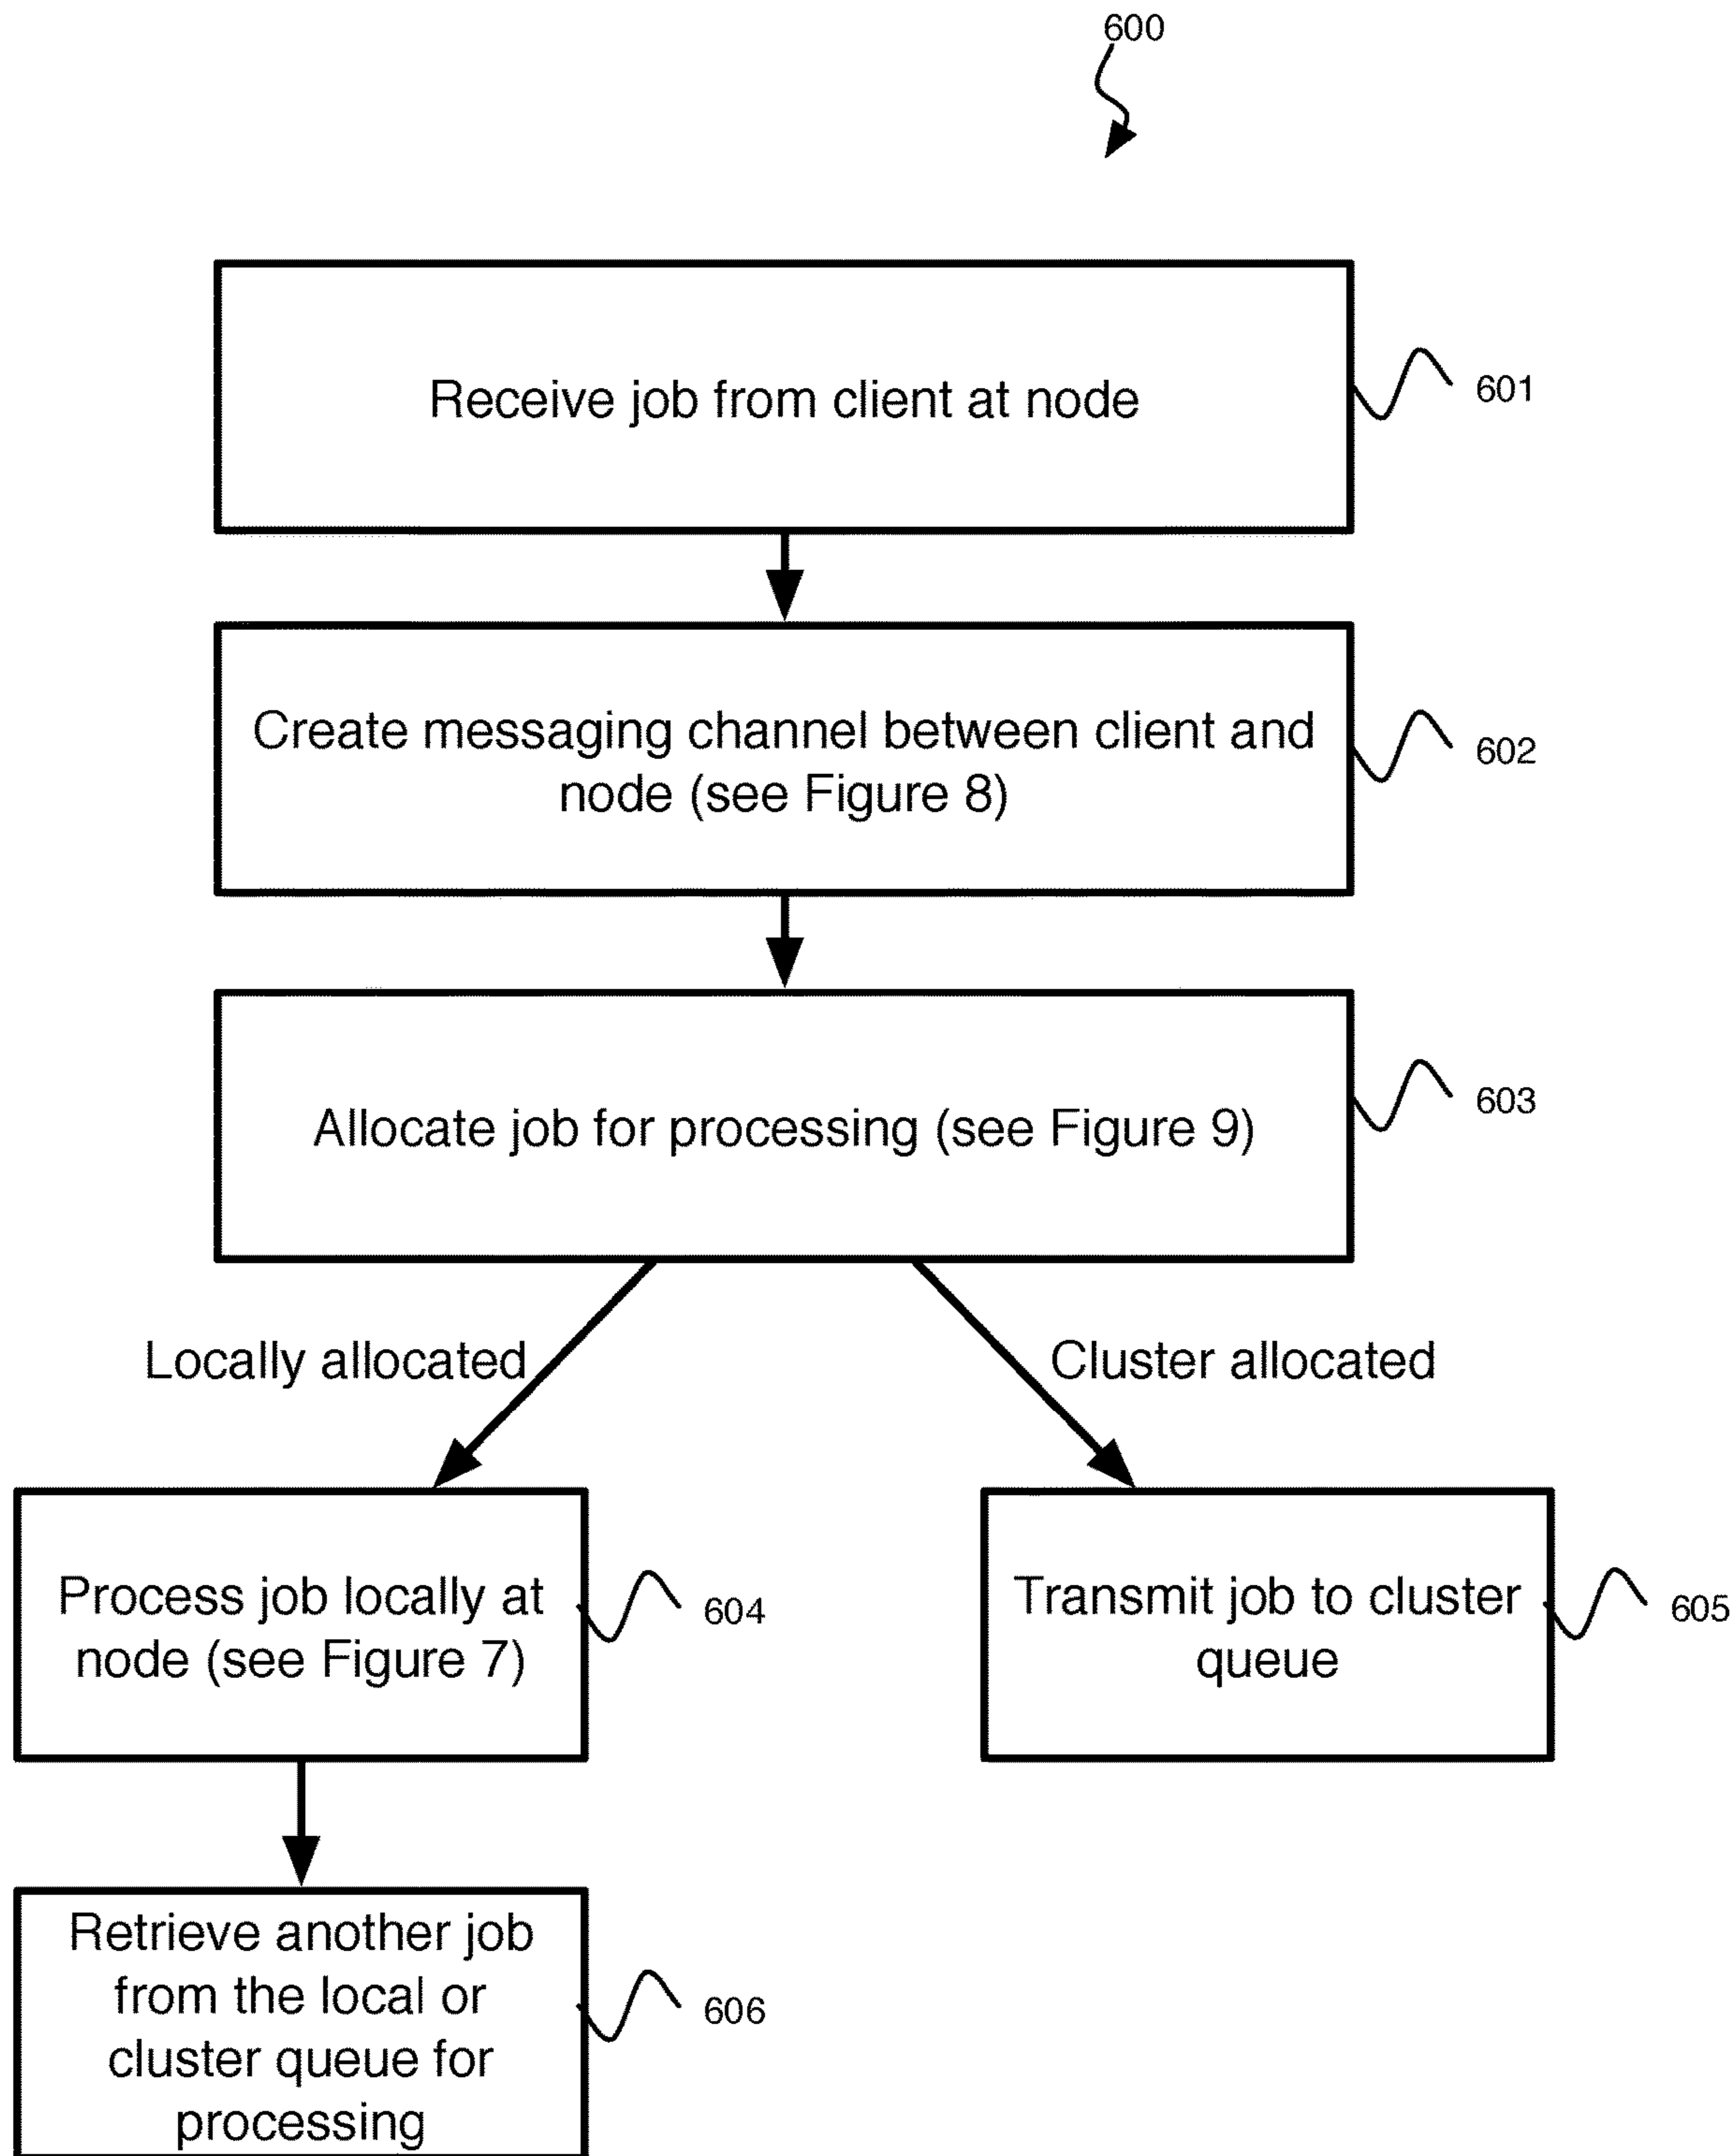 600
Receive job from client at node
601
Create messaging channel between client and
node (see Figure 8)
602
Allocate job for processing (see Figure 9)
603
Locally allocated
Cluster allocated
Process job locally at
node (see Figure 7)
604
Transmit job to cluster
queue
605
Retrieve another job
from the local or
cluster queue for
processing
606